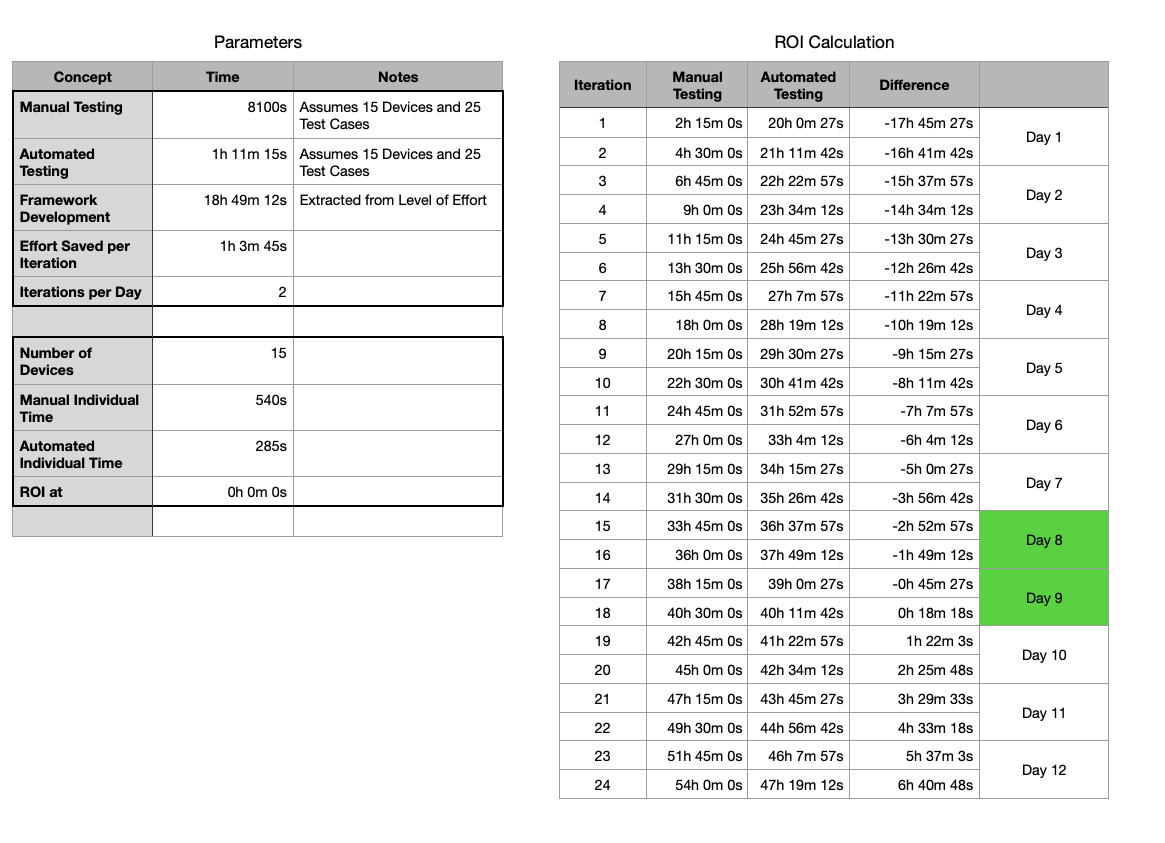 Parameters
Concept Time Notes
Manual Testing 8100s Assumes 15 Devices and 25
Test Cases
Automated 1h 11m 15s Assumes 15 Devices and 25
Testing Test Cases
Framework 18h 49m 12s Extracted from Level of Effort
Development
Effort Saved per 1h 3m 45s
Iteration
Iterations per Day 2
Number of 15
Devices
Manual Individual 540s
Time
Automated 285s
Individual Time
ROI at 0h 0m 0s
ROI Calculation
Iteration Manual Automated Difference
Testing Testing
1 2h 15m 0s 20h 0m 27s -17h 45m 27s
Day 1
2 4h 30m 0s 21h 11m 42s -16h 41m 42s
3 6h 45m 0s 22h 22m 57s -15h 37m 57s
Day 2
4 9h 0m 0s 23h 34m 12s -14h 34m 12s
5 11h 15m 0s 24h 45m 27s -13h 30m 27s
Day 3
6 13h 30m 0s 25h 56m 42s -12h 26m 42s
7 15h 45m 0s 27h 7m 57s -11h 22m 57s
Day 4
8 18h 0m 0s 28h 19m 12s -10h 19m 12s
9 20h 15m 0s 29h 30m 27s -9h 15m 27s
Day 5
10 22h 30m 0s 30h 41m 42s -8h 11m 42s
11 24h 45m 0s 31h 52m 57s -7h 7m 57s
Day 6
12 27h 0m 0s 33h 4m 12s -6h 4m 12s
13 29h 15m 0s 34h 15m 27s -5h 0m 27s
Day 7
14 31h 30m 0s 35h 26m 42s -3h 56m 42s
15 33h 45m 0s 36h 37m 57s -2h 52m 57s
Day 8
16 36h 0m 0s 37h 49m 12s -1h 49m 12s
17 38h 15m 0s 39h 0m 27s -0h 45m 27s
Day 9
18 40h 30m 0s 40h 11m 42s 0h 18m 18s
19 42h 45m 0s 41h 22m 57s 1h 22m 3s
Day 10
20 45h 0m 0s 42h 34m 12s 2h 25m 48s
21 47h 15m 0s 43h 45m 27s 3h 29m 33s
Day 11
22 49h 30m 0s 44h 56m 42s 4h 33m 18s
23 51h 45m 0s 46h 7m 57s 5h 37m 3s
Day 12
24 54h 0m 0s 47h 19m 12s 6h 40m 48s